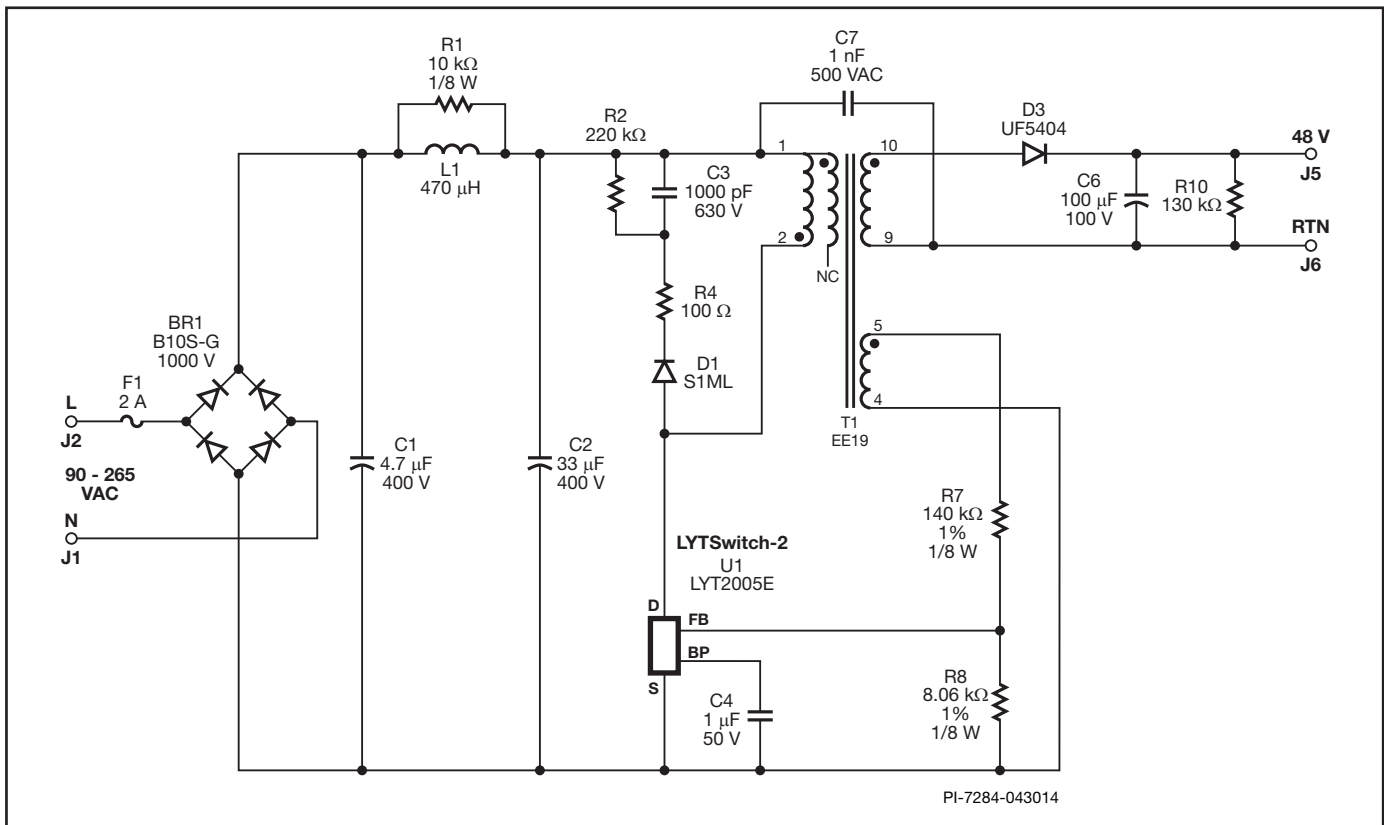 R1
10 kΩ
1/8 W
L1
470 µH
R2
220 kΩ
C3
1000 pF
630 V
C7
1 nF
500 VAC
D3
UF5404
48 V
J5
C6
100 µF
100 V
R10
130 kΩ
RTN
J6
1
2
10
9
NC
5
4
T1
EE19
R4
100 Ω
D1
S1ML
BR1
B10S-G
1000 V
F1
2 A
L
J2
90 - 265
VAC
N
J1
C1
4.7 µF
400 V
C2
33 µF
400 V
LYTSwitch-2
U1
LYT2005E
D
FB
BP
S
C4
1 µF
50 V
R7
140 kΩ
1%
1/8 W
R8
8.06 kΩ
1%
1/8 W
PI-7284-043014